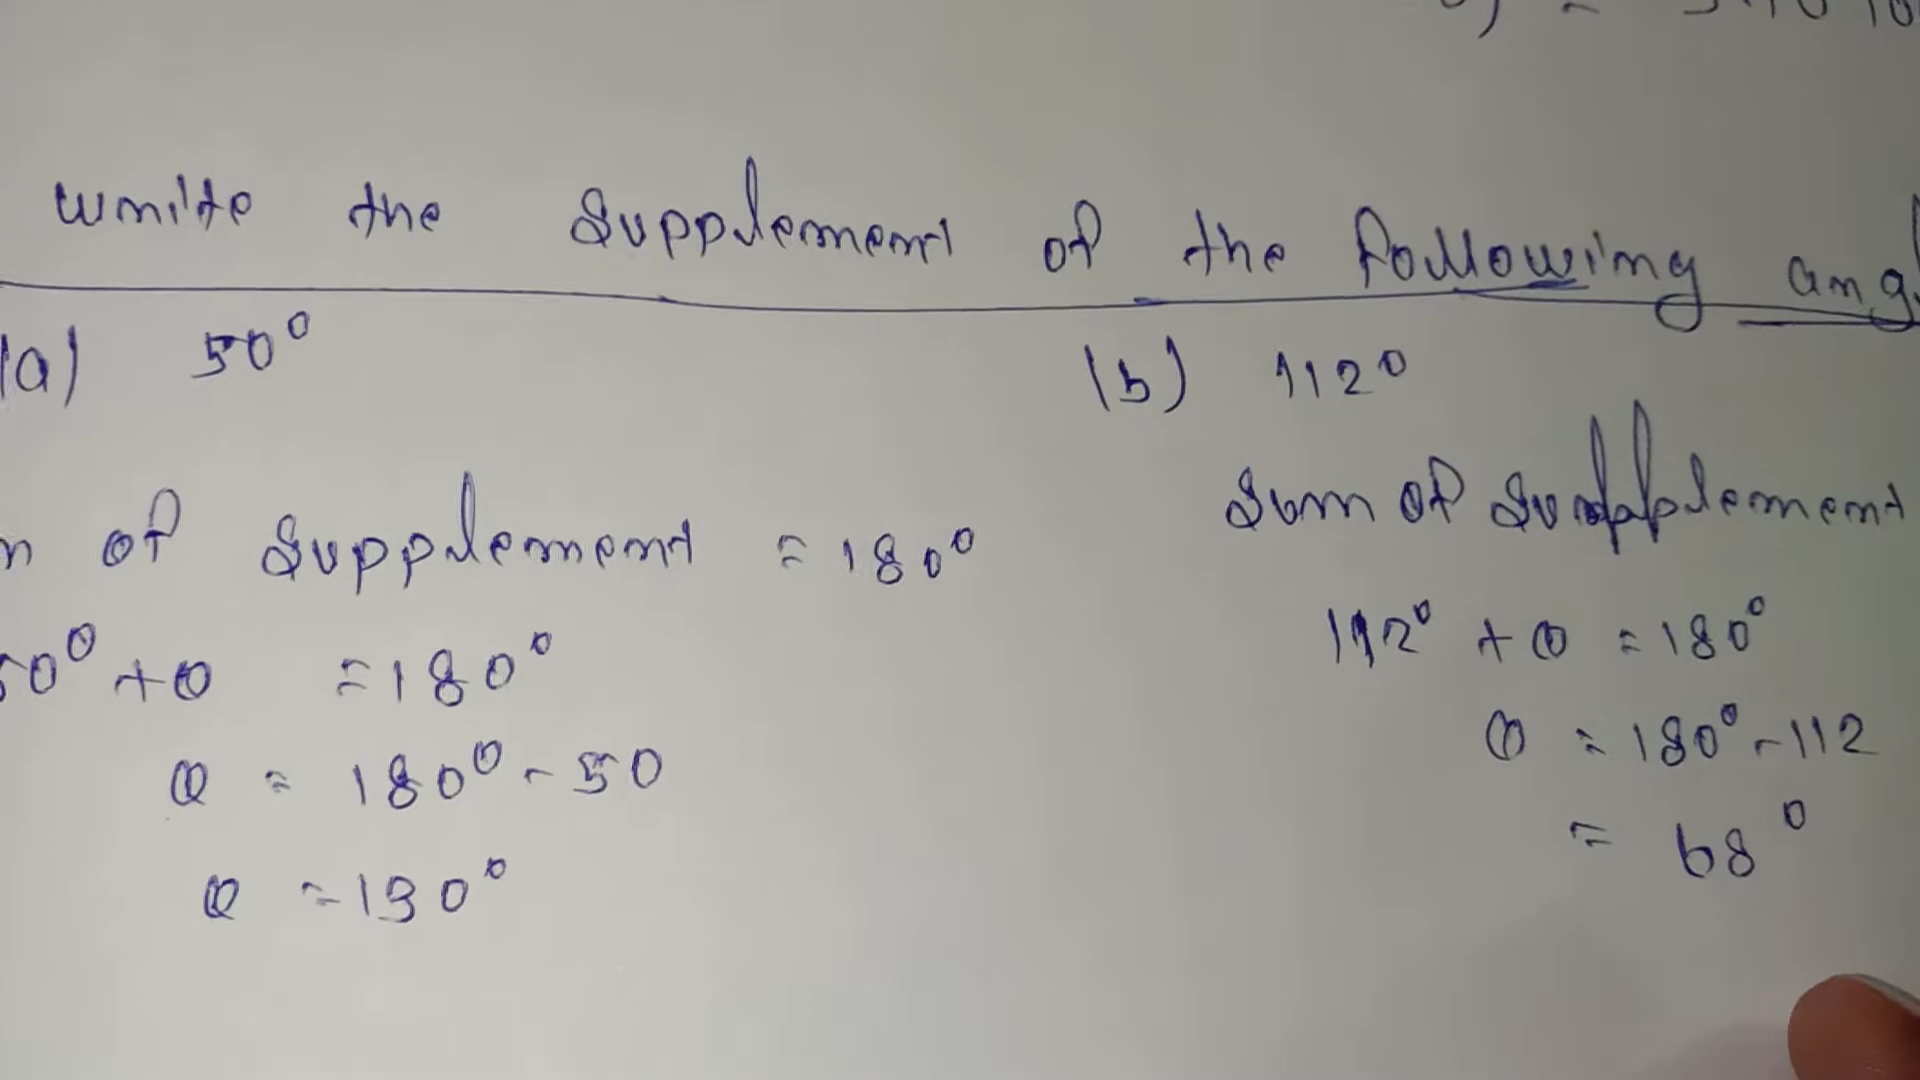 write the supplement of the following ang
(a) 50° (b) 112°
of supplement = 180°
sum of supplement
50° + θ = 180°
112° + θ = 180°
θ = 180° - 50
θ = 180° - 112
θ = 130°
= 68°